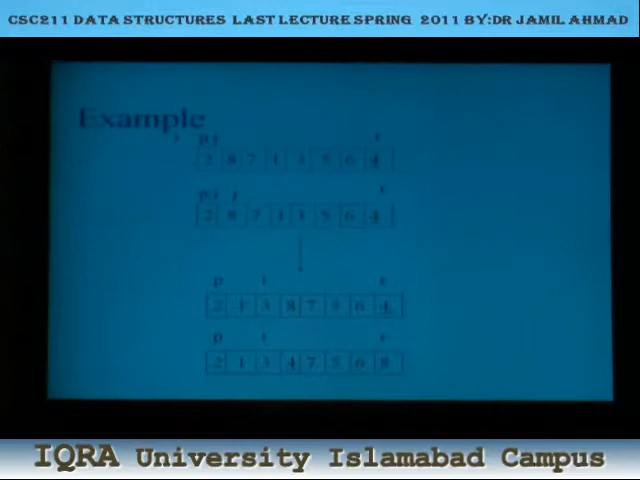 CSC211 DATA STRUCTURES LAST LECTURE SPRING 2011 BY:DR JAMIL AHMAD
Example
i p j r
2 8 7 1 3 5 6 4
p i j r
2 8 7 1 3 5 6 4
p i r
2 1 3 8 7 5 6 4
p i r
2 1 3 4 7 5 6 8
IQRA University Islamabad Campus